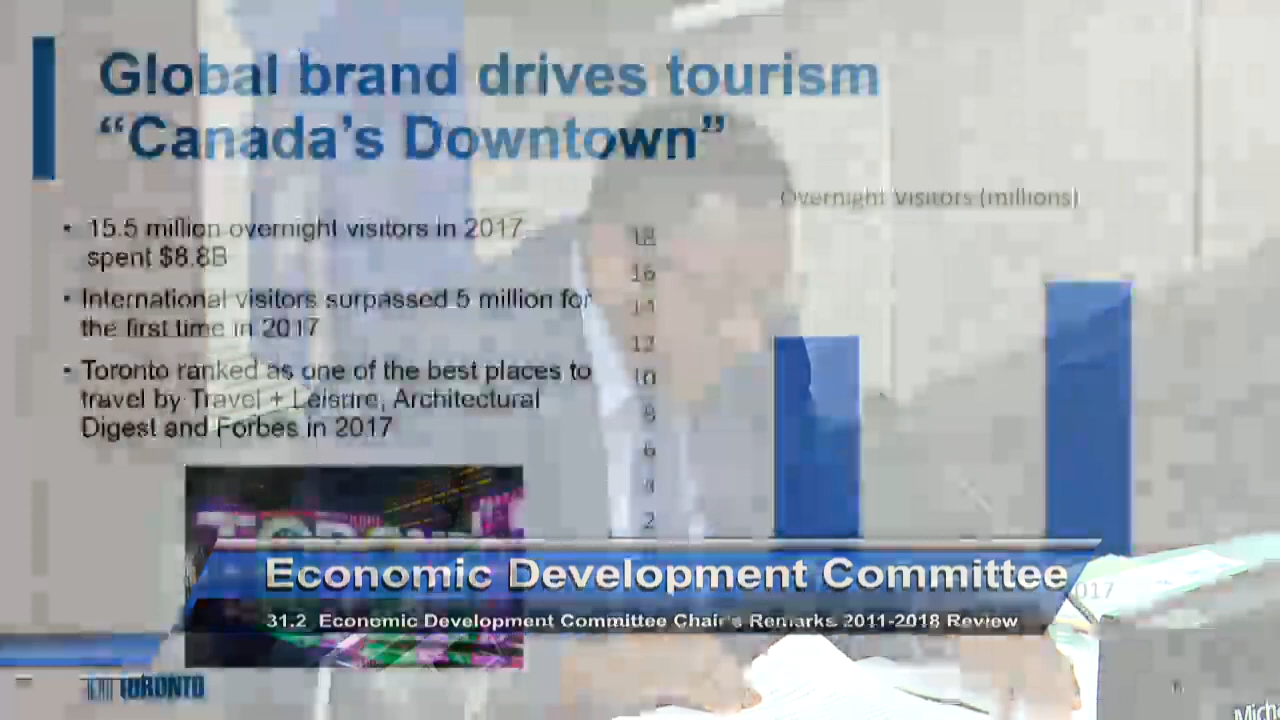 Global brand drives tourism
“Canada’s Downtown”
• 15.5 million overnight visitors in 2017
spent $8.8B
• International visitors surpassed 5 million for
the first time in 2017
• Toronto ranked as one of the best places to
travel by Travel + Leisure, Architectural
Digest and Forbes in 2017
Overnight Visitors (millions)
18
16
14
12
10
8
6
4
2
Economic Development Committee
31.2 Economic Development Committee Chair's Remarks 2011-2018 Review
TORONTO